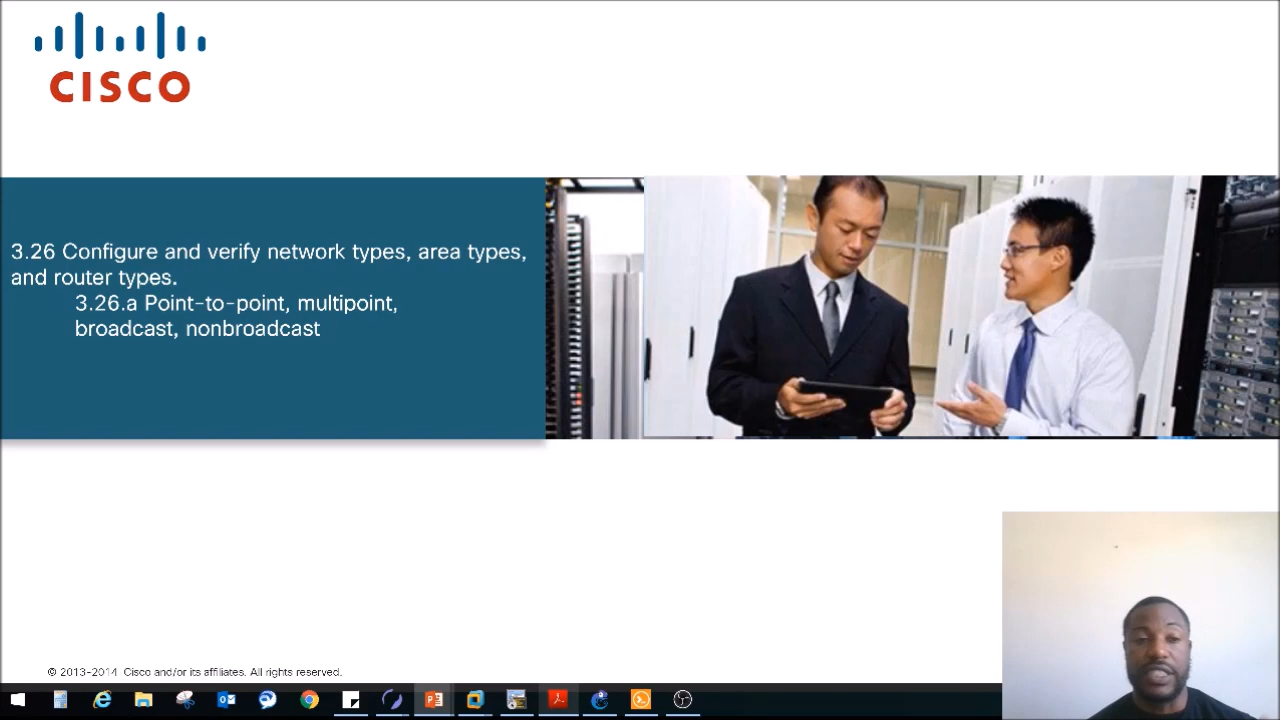 CISCO
3.26 Configure and verify network types, area types,
and router types.
3.26.a Point-to-point, multipoint,
broadcast, nonbroadcast
© 2013-2014 Cisco and/or its affiliates. All rights reserved.